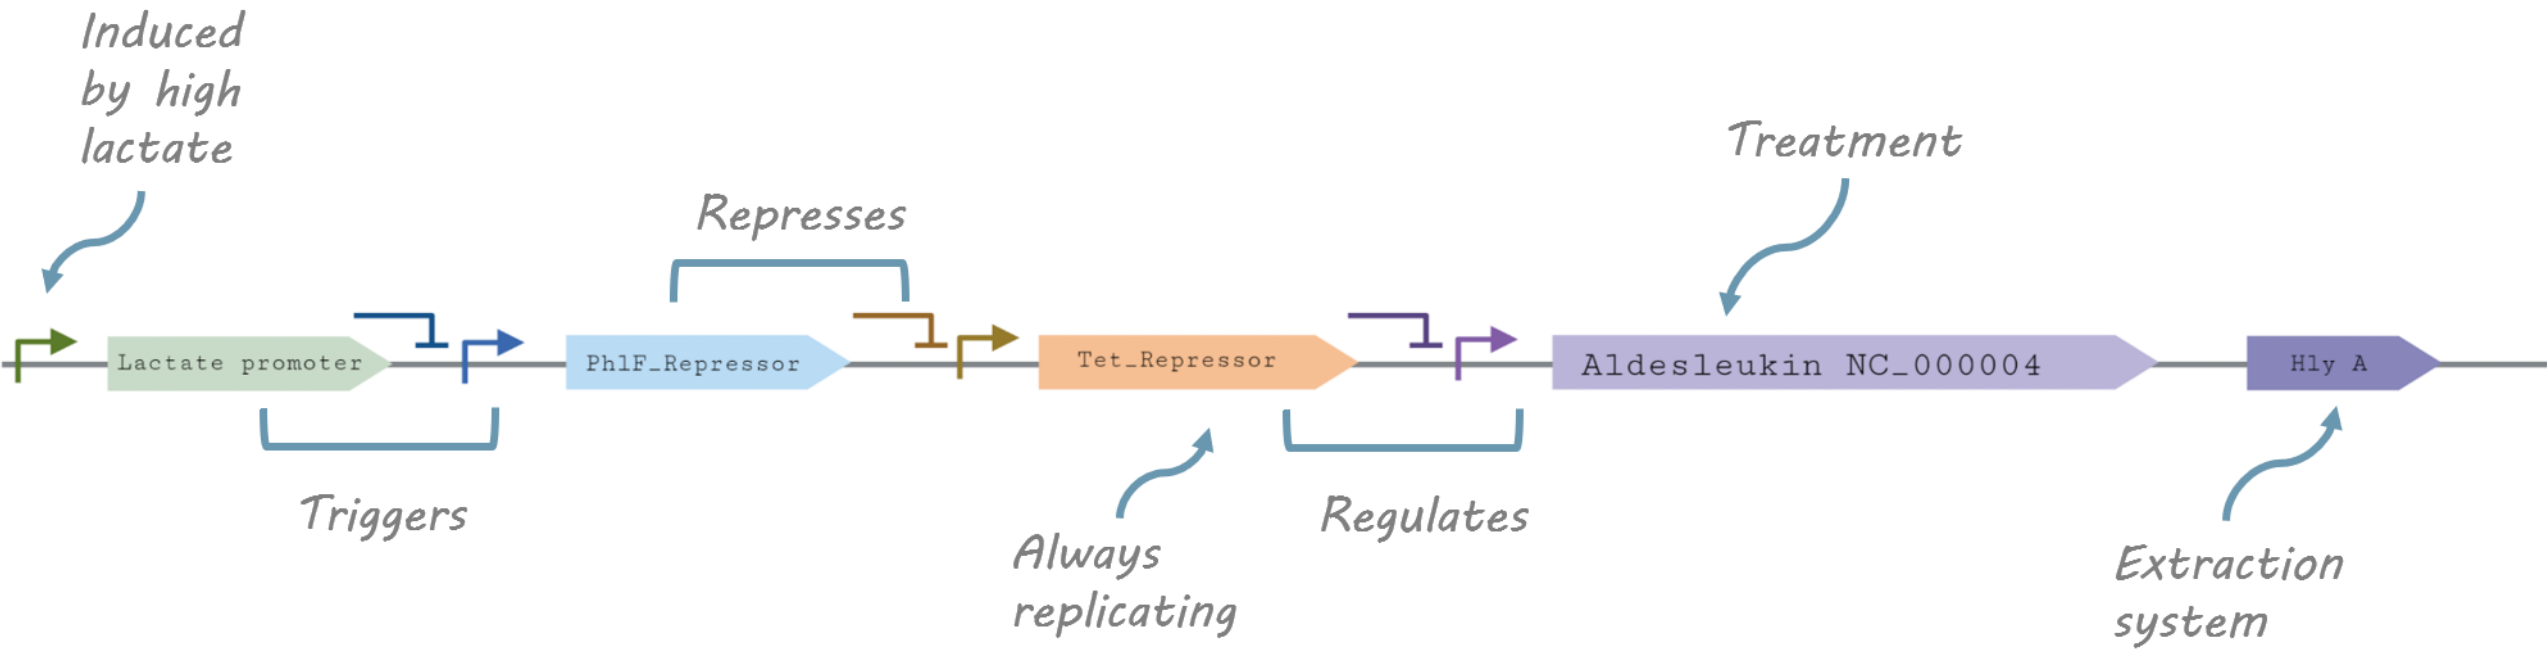 Induced
by high
lactate
Represses
Treatment
Lactate promoter
PhlF_Repressor
Tet_Repressor
Aldesleukin NC_000004
Hly A
Triggers
Always
replicating
Regulates
Extraction
system